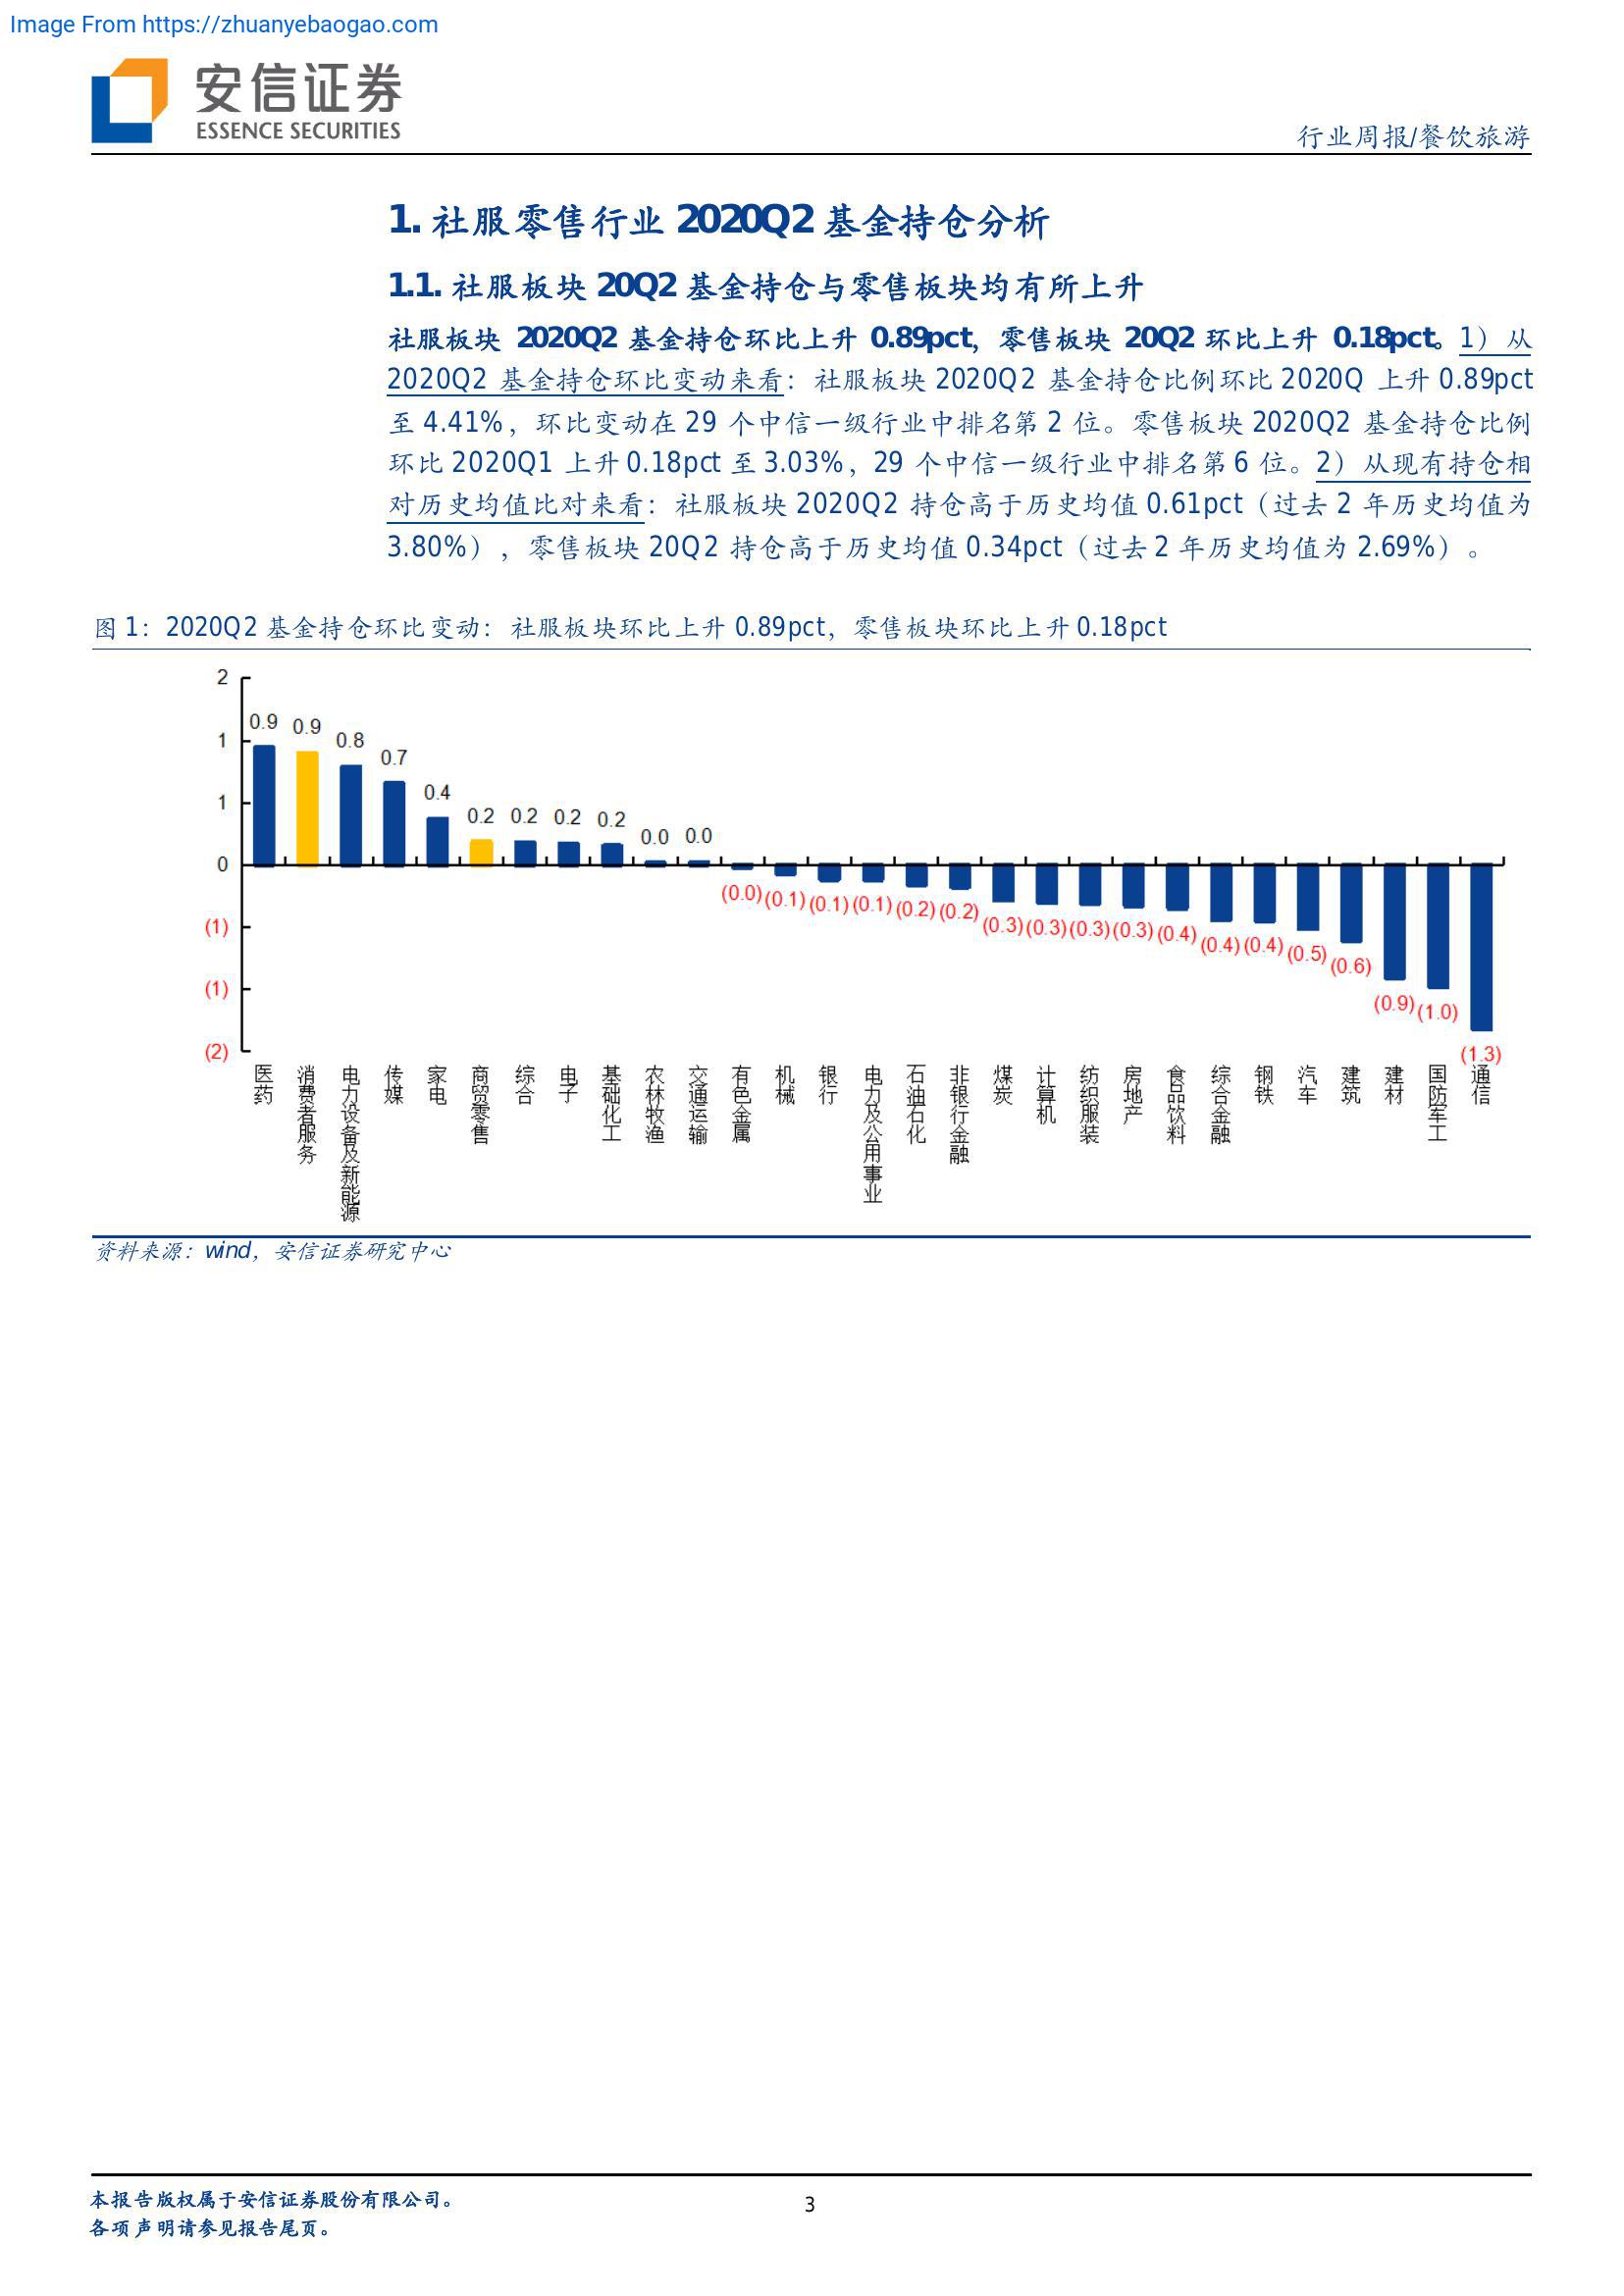 Image From https://zhuanyebaogao.com
安信证券
ESSENCE SECURITIES
行业周报/餐饮旅游
1. 社服零售行业 2020Q2 基金持仓分析
1.1. 社服板块 20Q2 基金持仓与零售板块均有所上升
社服板块 2020Q2 基金持仓环比上升 0.89pct，零售板块 20Q2 环比上升 0.18pct。1）从
2020Q2 基金持仓环比变动来看：社服板块 2020Q2 基金持仓比例环比 2020Q 上升 0.89pct
至 4.41%，环比变动在 29 个中信一级行业中排名第 2 位。零售板块 2020Q2 基金持仓比例
环比 2020Q1 上升 0.18pct 至 3.03%，29 个中信一级行业中排名第 6 位。2）从现有持仓相
对历史均值比对来看：社服板块 2020Q2 持仓高于历史均值 0.61pct（过去 2 年历史均值为
3.80%），零售板块 20Q2 持仓高于历史均值 0.34pct（过去 2 年历史均值为 2.69%）。
图 1：2020Q2 基金持仓环比变动：社服板块环比上升 0.89pct，零售板块环比上升 0.18pct
2
1
1
0
(1)
(1)
(2)
0.9 0.9 0.8 0.7 0.4 0.2 0.2 0.2 0.2 0.0 0.0
(0.0) (0.1) (0.1) (0.1) (0.2) (0.2) (0.3) (0.3) (0.3) (0.3) (0.4) (0.4) (0.4) (0.5) (0.6) (0.9) (1.0) (1.3)
医药
消费者服务
电力设备及新能源
传媒
家电
商贸零售
综合
电子
基础化工
农林牧渔
交通运输
有色金属
机械
银行
电力及公用事业
石油石化
非银行金融
煤炭
计算机
纺织服装
房地产
食品饮料
综合金融
钢铁
汽车
建筑
建材
国防军工
通信
资料来源：wind，安信证券研究中心
本报告版权属于安信证券股份有限公司。
各项声明请参见报告尾页。
3